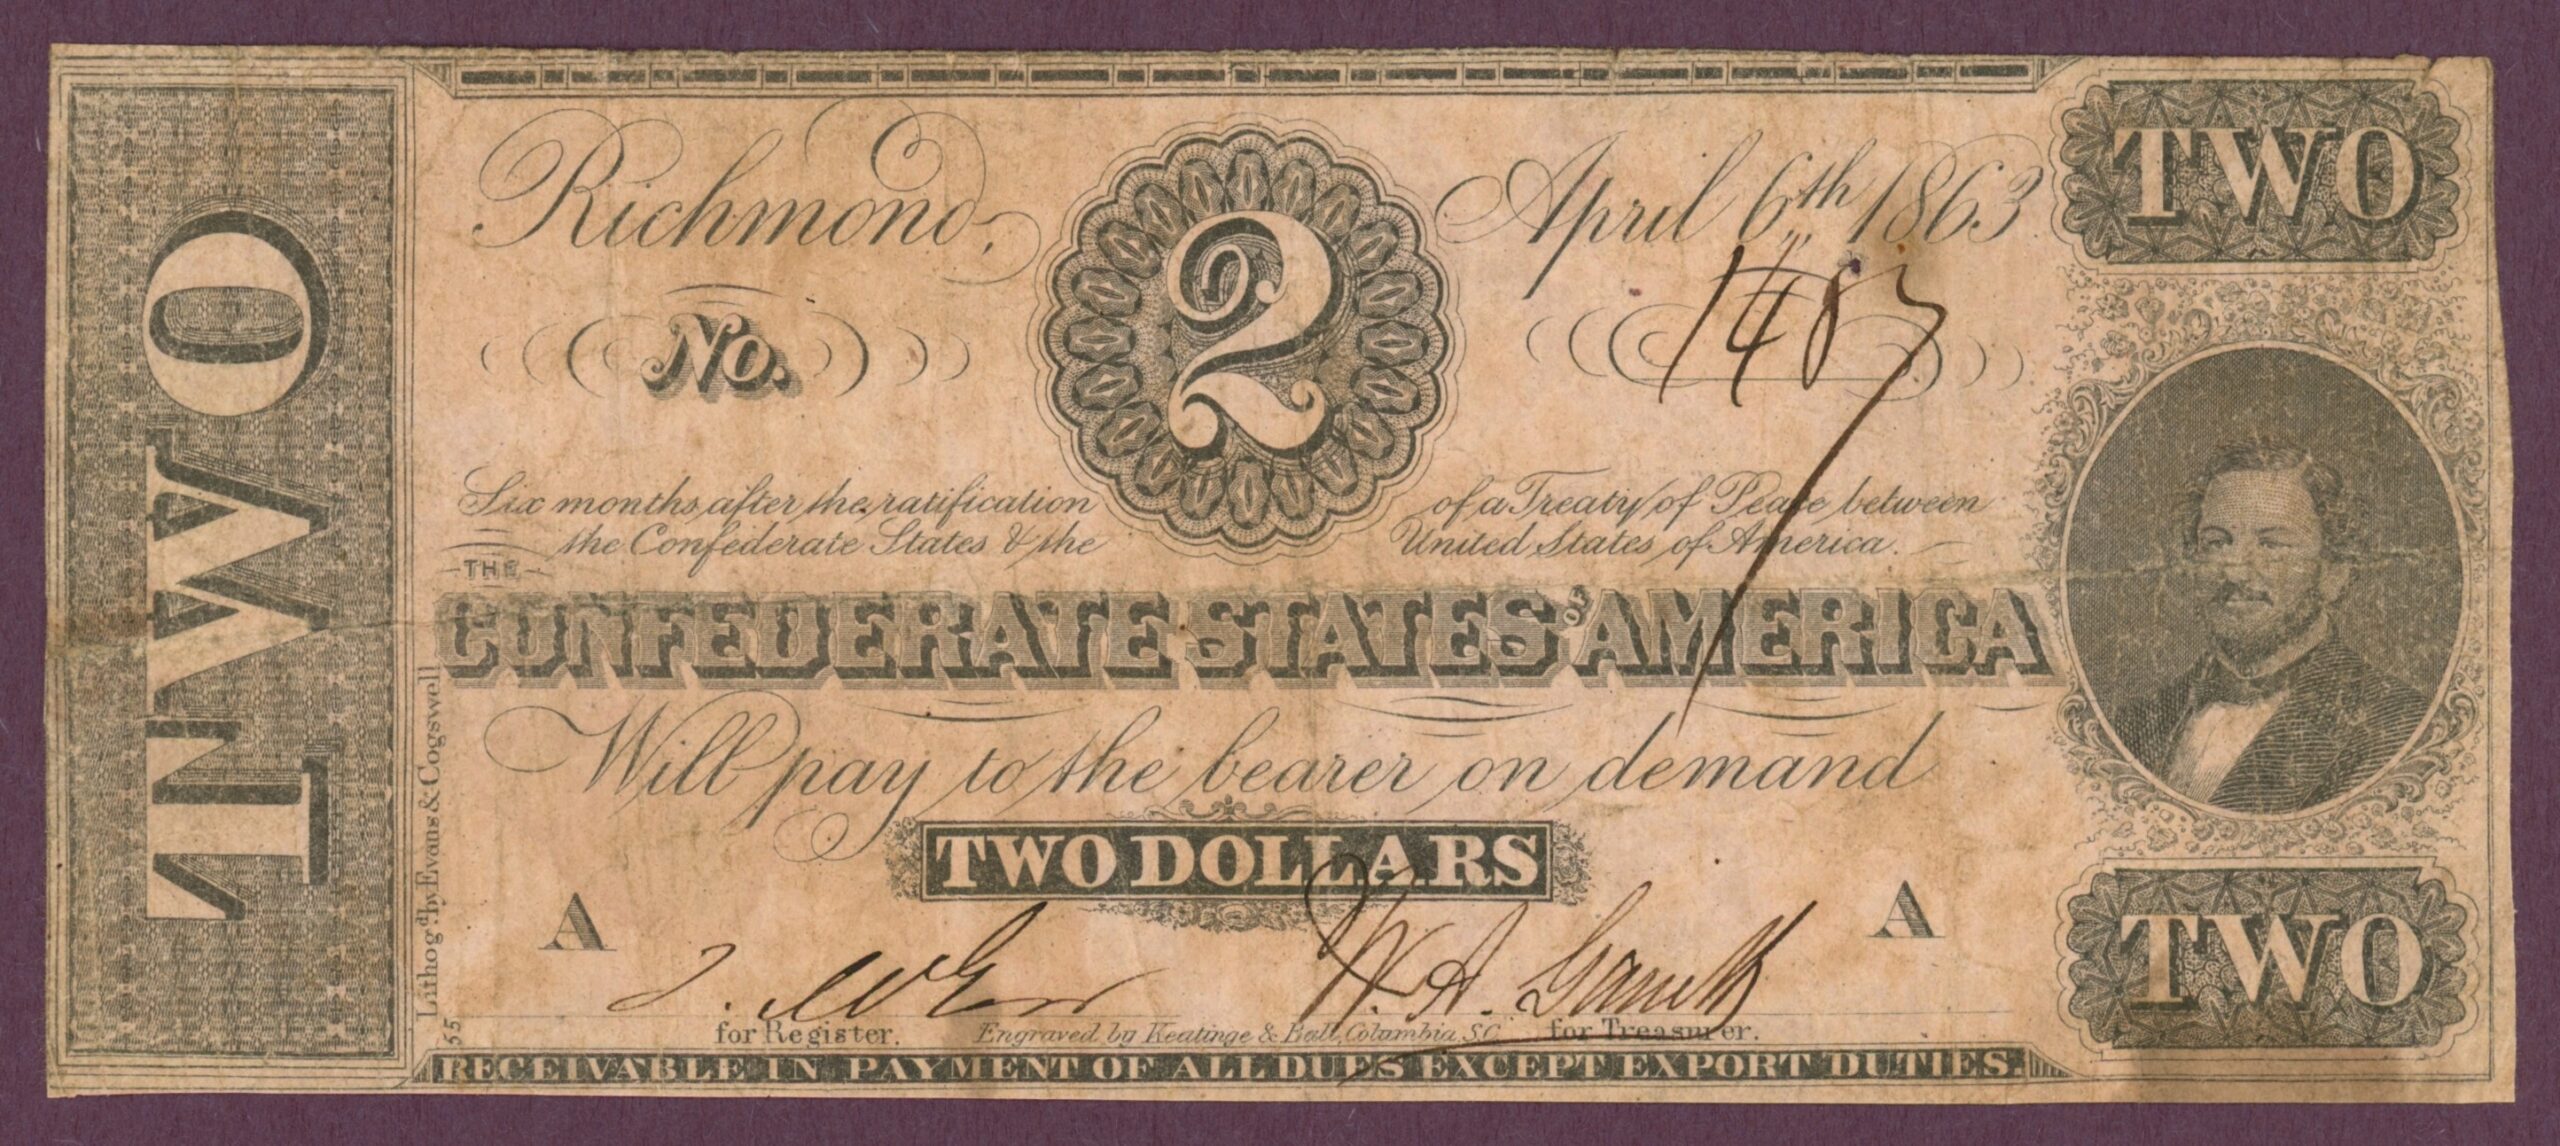 TWO
Richmond, April 6th 1863
TWO
No. 2
Six months after the ratification of a Treaty of Peace between
the Confederate States & the United States of America.
THE
CONFEDERATE STATES OF AMERICA
Will pay to the bearer on demand
TWO DOLLARS
A A
for Register. Engraved by Keatinge & Ball, Columbia S.C. for Treasurer.
RECEIVABLE IN PAYMENT OF ALL DUES EXCEPT EXPORT DUTIES.
Lithogd. by Evans & Cogswell
55
TWO